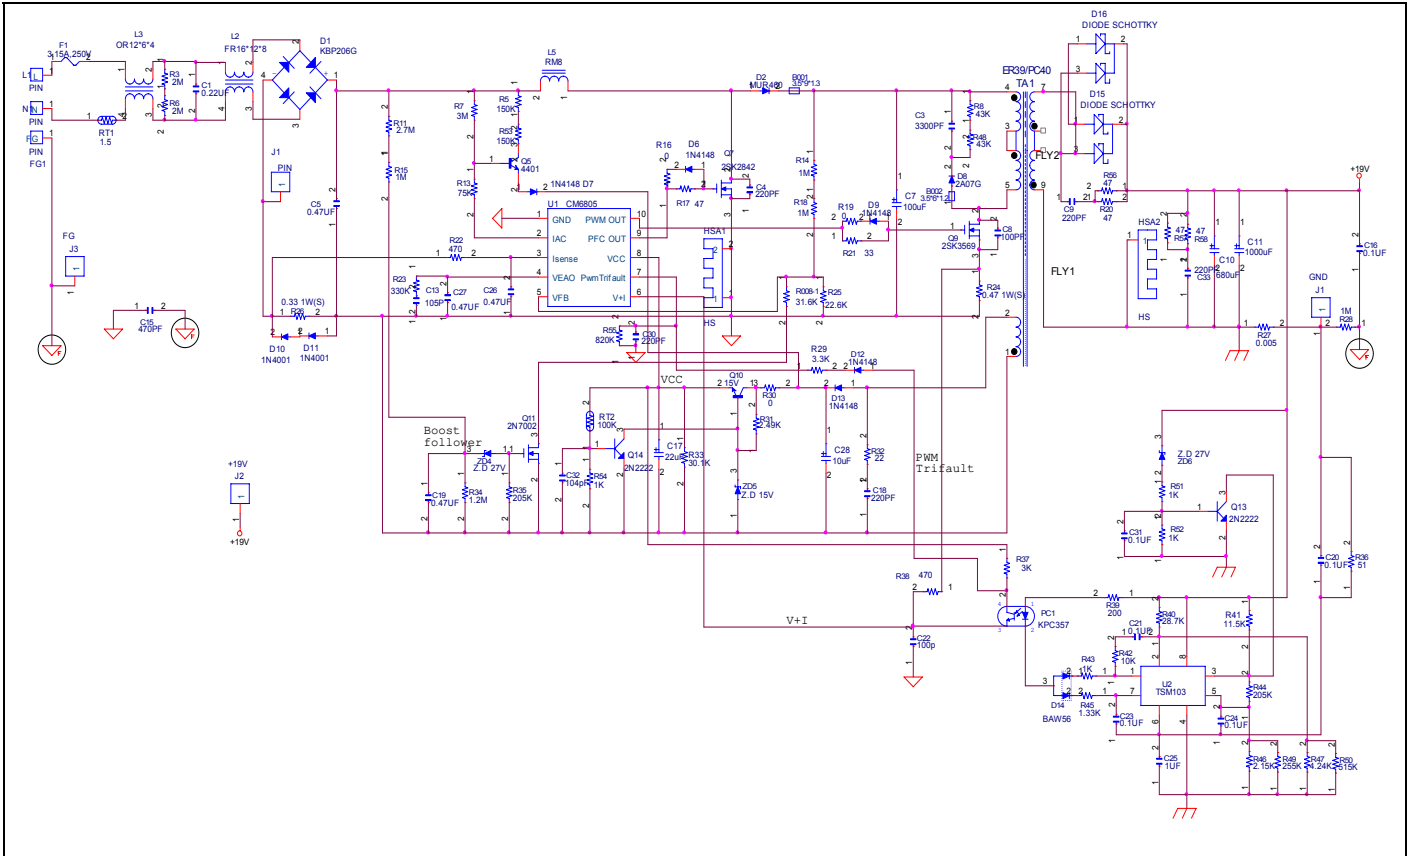 F1
3.15A,250V
L3
OR12*6*4
L2
FR16*12*8
D1
KBP206G
L1 L
PIN
N N
PIN
FG
PIN
FG1
R3
2M
R6
2M
C1
0.22UF
RT1
1.5
J1
PIN
FG
J3
C5
0.47UF
C15
470PF
0.33 1W(S)
R26
D10
1N4001
D11
1N4001
R11
2.7M
R15
1M
R7
3M
R5
150K
R53
150K
L5
RM8
Q5
4401
R13
75K
1N4148 D7
U1 CM6805
GND
IAC
Isense
VEAO
VFB
PWM OUT
PFC OUT
VCC
PwmTrifault
V+I
R22
470
R23
330K
C13
105P
C27
0.47UF
C26
0.47UF
R16
0
D6
1N4148
R17 47
Q7
2SK2842
C4
220PF
HSA1
HS
D2
MUR460
B001
3.5*9*1.3
R14
1M
R18
1M
R19
0
D9
1N4148
R21 33
C7
100uF
R008-1
31.6K
R25
22.6K
C3
3300PF
R8
43K
R48
43K
D8
2A07G
B002
3.5*6*1.2
Q9
2SK3569
C8
100PF
R24
0.47 1W(S)
ER39/PC40
TA1
FLY2
FLY1
D16
DIODE SCHOTTKY
D15
DIODE SCHOTTKY
R56
47
C9
220PF
R20
47
HSA2
HS
47
47
R58
220PF
C33
C10
680uF
C11
1000uF
+19V
C16
0.1UF
GND
J1
1M
R28
R27
0.005
R55
820K
C30
220PF
R29
3.3K
D12
1N4148
VCC
Q10
15V
R30
0
D13
1N4148
R31
2.49K
Boost
follower
Q11
2N7002
RT2
100K
Q14
2N2222
C17
22uF
R33
30.1K
C28
10uF
R32
22
C18
220PF
ZD4
Z.D 27V
C19
0.47UF
R34
1.2M
R35
205K
C32
104pF
R54
1K
ZD5
Z.D 15V
PWM
Trifault
+19V
J2
+19V
Z.D 27V
ZD6
R51
1K
R52
1K
C31
0.1UF
Q13
2N2222
C20
0.1UF
R36
51
R37
3K
R38 470
V+I
C22
100p
PC1
KPC357
R39
200
R40
28.7K
R41
11.5K
C21
0.1UF
R42
10K
R43
1K
R45
1.33K
D14
BAW56
U2
TSM103
R44
205K
C23
0.1UF
C24
0.1UF
C25
1UF
R46
2.15K
R49
255K
R47
4.24K
R50
515K